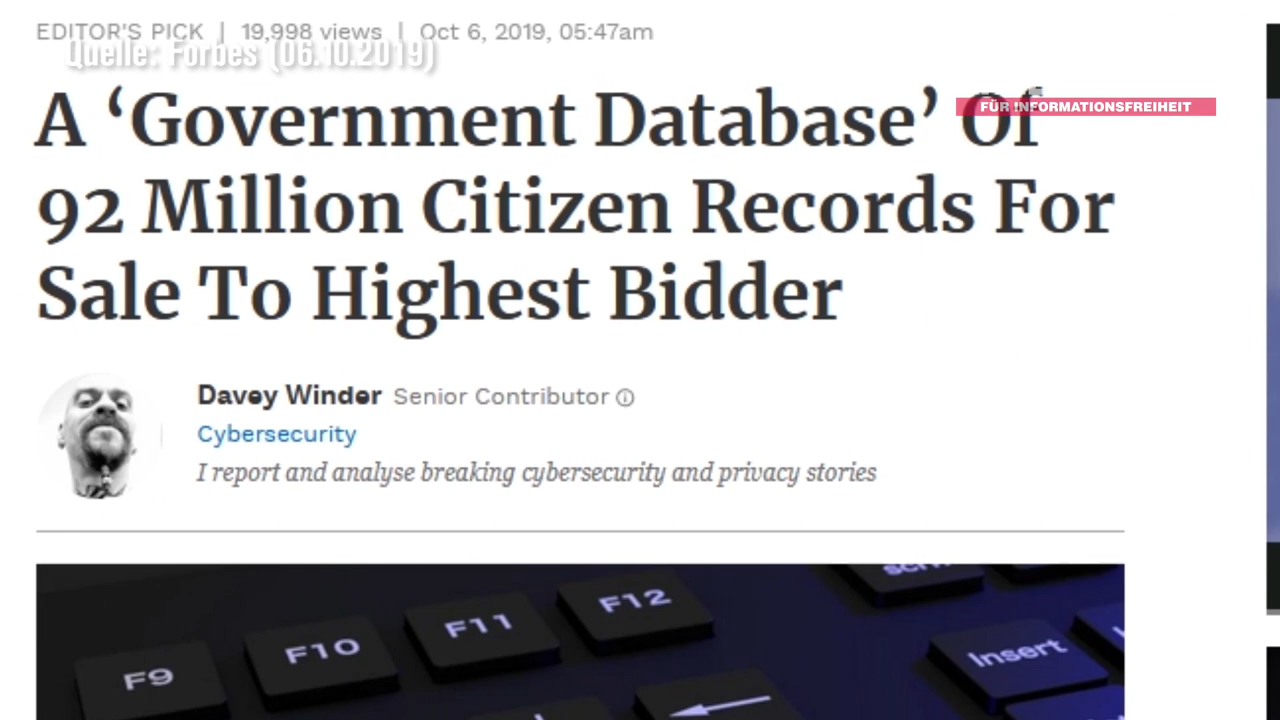 EDITOR'S PICK | 19,998 views | Oct 6, 2019, 05:47am
Quelle: Forbes (06.10.2019)
FÜR INFORMATIONSFREIHEIT
A ‘Government Database’ Of
92 Million Citizen Records For
Sale To Highest Bidder
Davey Winder Senior Contributor
Cybersecurity
I report and analyse breaking cybersecurity and privacy stories
F12
F11
F10
F9
Insert